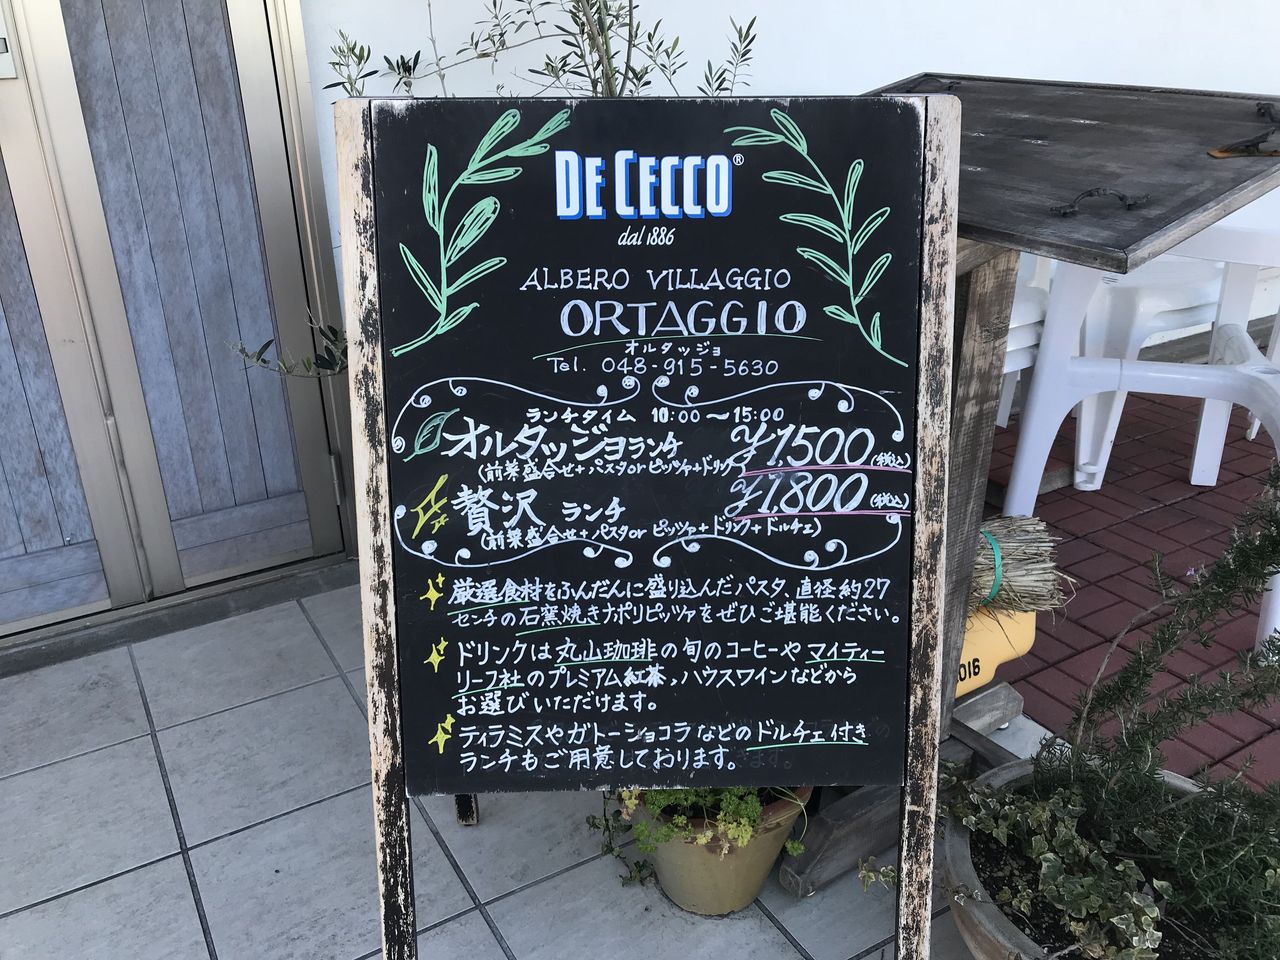 DE CECCO®
dal 1886
ALBERO VILLAGGIO
ORTAGGIO
オルタッジョ
Tel. 048-915-5630
ランチタイム 10:00〜15:00
オルタッジョランチ ¥1,500(税込)
(前菜盛合せ+パスタorピッツァ+ドリンク)
贅沢 ランチ ¥1,800(税込)
(前菜盛合せ+パスタor ピッツァ+ドリンク+ドルチェ)
厳選食材をふんだんに盛り込んだパスタ、直径約27
センチの石窯焼きナポリピッツァをぜひご堪能ください。
ドリンクは丸山珈琲の旬のコーヒーやマイティー
リーフ社のプレミアム紅茶、ハウスワインなどから
お選びいただけます。
ティラミスやガトーショコラなどのドルチェ付き
ランチもご用意しております。
2016